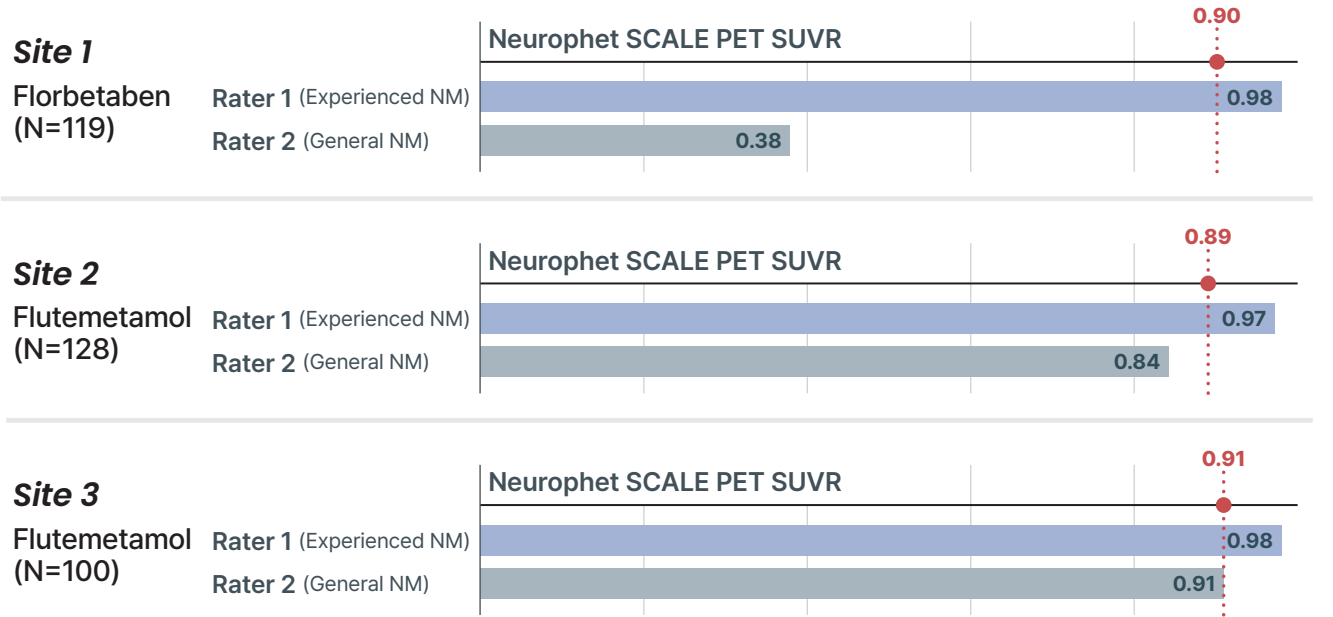 0.90
Site 1
Neurophet SCALE PET SUVR
Florbetaben
(N=119)
Rater 1 (Experienced NM)
0.98
Rater 2 (General NM)
0.38
0.89
Site 2
Neurophet SCALE PET SUVR
Flutemetamol
(N=128)
Rater 1 (Experienced NM)
0.97
Rater 2 (General NM)
0.84
0.91
Site 3
Neurophet SCALE PET SUVR
Flutemetamol
(N=100)
Rater 1 (Experienced NM)
0.98
Rater 2 (General NM)
0.91